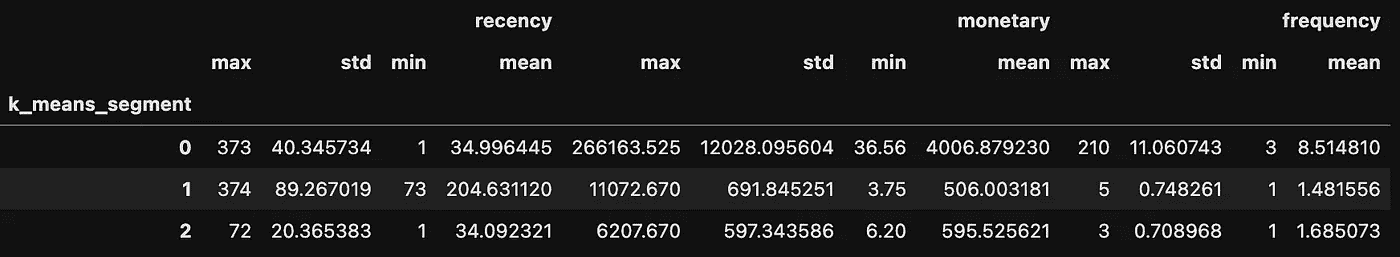 recency monetary frequency
max std min mean max std min mean max std min mean
k_means_segment
0 373 40.345734 1 34.996445 266163.525 12028.095604 36.56 4006.879230 210 11.060743 3 8.514810
1 374 89.267019 73 204.631120 11072.670 691.845251 3.75 506.003181 5 0.748261 1 1.481556
2 72 20.365383 1 34.092321 6207.670 597.343586 6.20 595.525621 3 0.708968 1 1.685073